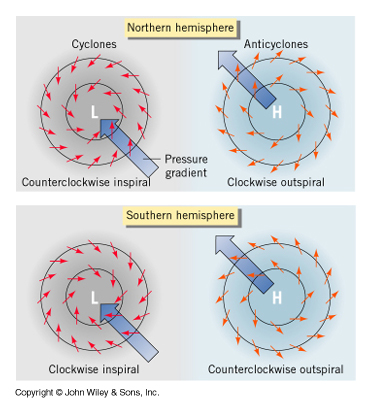 Northern hemisphere
Cyclones
Anticyclones
L
H
Pressure
gradient
Counterclockwise inspiral
Clockwise outspiral
Southern hemisphere
L
H
Clockwise inspiral
Counterclockwise outspiral
Copyright © John Wiley & Sons, Inc.